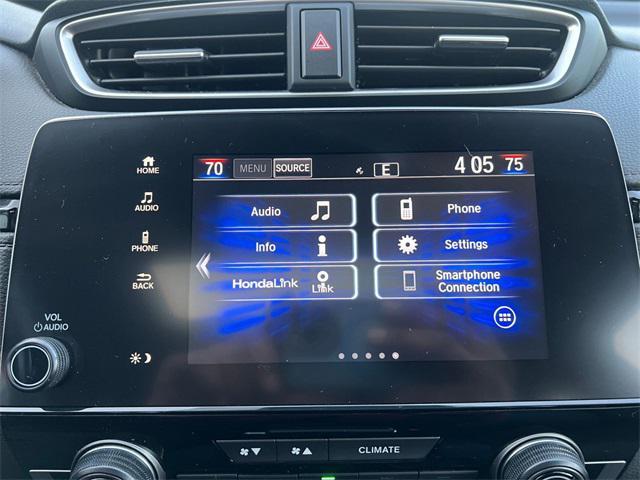 70 MENU SOURCE E 4 05 75
HOME
AUDIO
PHONE
BACK
VOL
AUDIO
Audio
Phone
Info
Settings
HondaLink
Link
Smartphone
Connection
CLIMATE